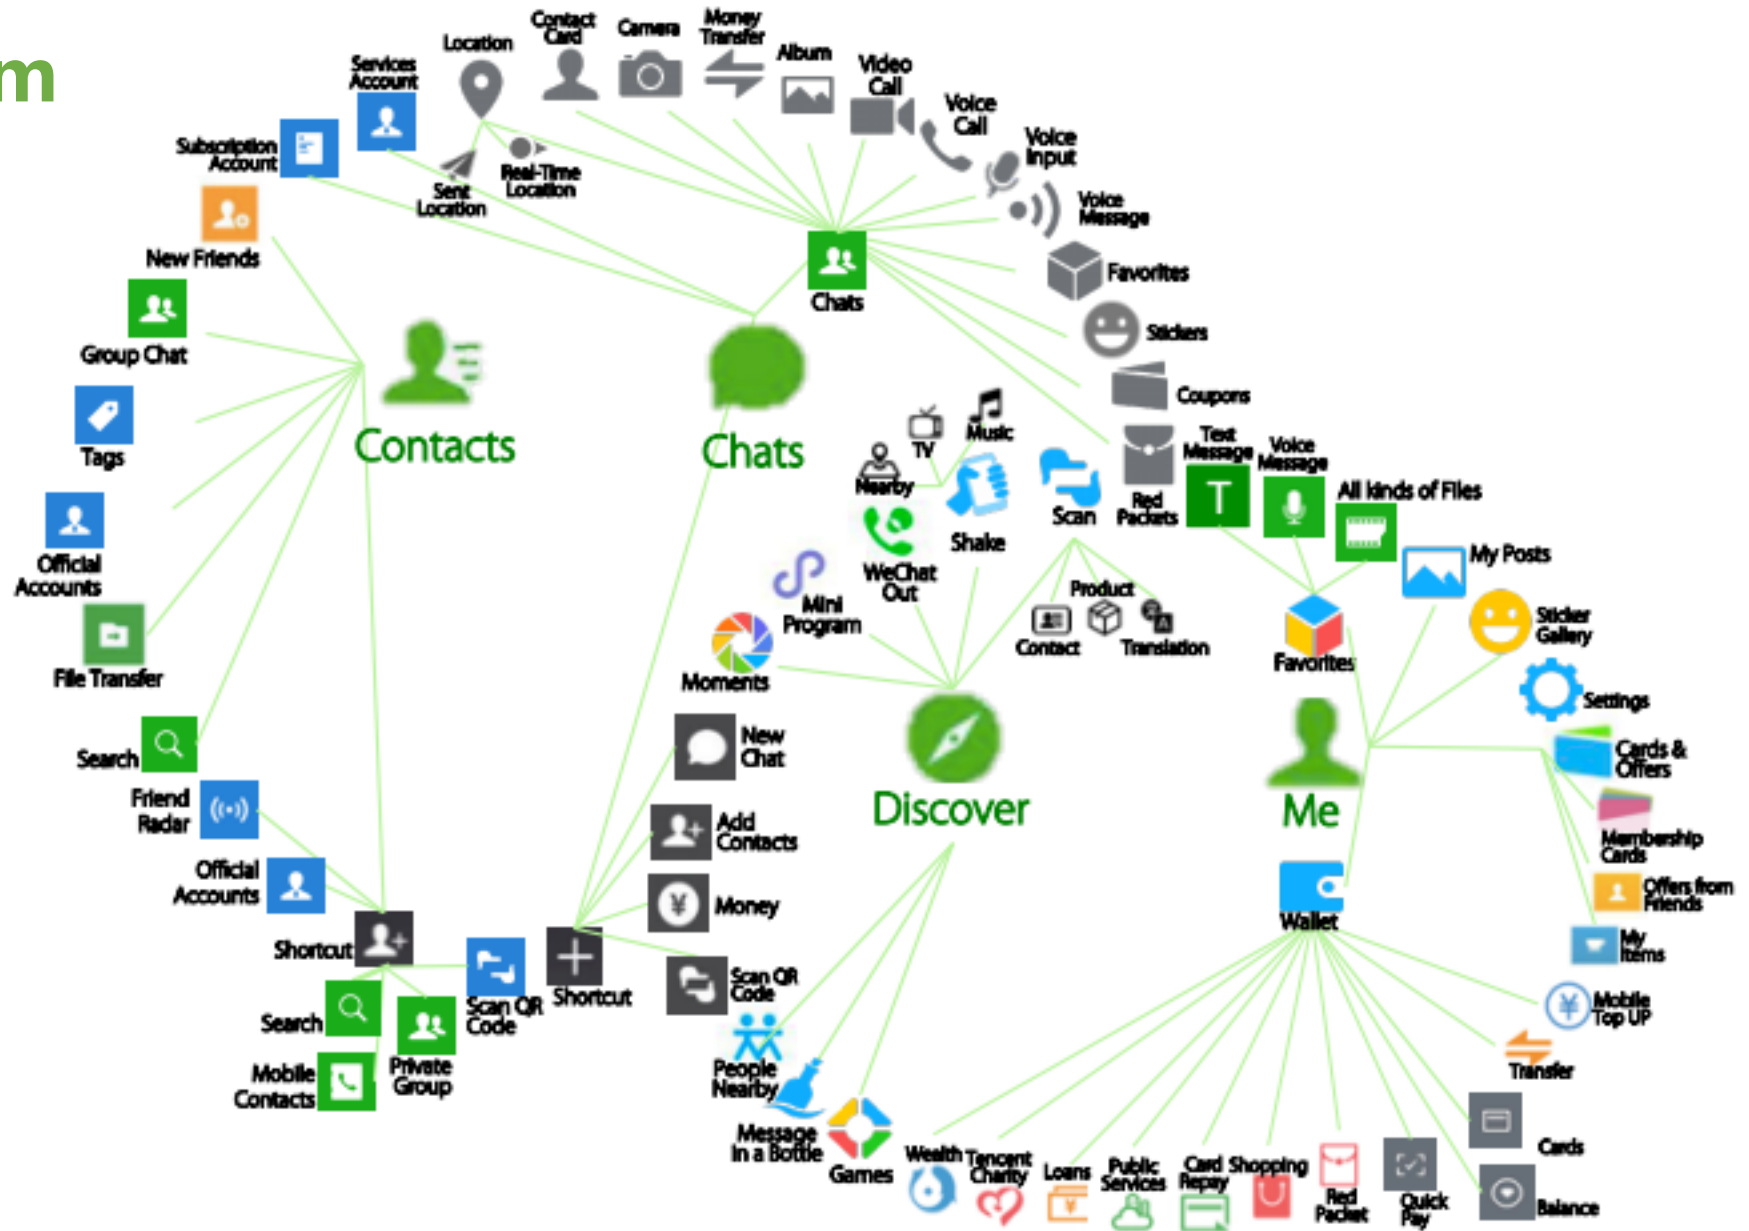 m
Contact
Card
Camera
Money
Transfer
Location
Album
Services
Account
Video
Call
Voice
Call
Subscription
Account
Voice
Input
Real-Time
Location
Sent
Location
Voice
Message
New Friends
Favorites
Chats
Stickers
Group Chat
Coupons
Contacts
Chats
TV
Music
Text
Message
Voice
Message
Tags
Nearby
Red
Packets
All kinds of Files
Scan
Shake
My Posts
Official
Accounts
WeChat
Out
Product
Mini
Program
Contact
Translation
Sticker
Gallery
Favorites
File Transfer
Moments
Settings
Search
New
Chat
Cards &
Offers
Friend
Radar
Discover
Me
Add
Contacts
Membership
Cards
Official
Accounts
Money
Offers from
Friends
Wallet
Shortcut
My
Items
Scan QR
Code
Shortcut
Scan QR
Code
Mobile
Top UP
Search
Private
Group
Mobile
Contacts
People
Nearby
Transfer
Message
In a Bottle
Games
Cards
Wealth
Tencent
Charity
Loans
Public
Services
Card
Repay
Shopping
Red
Packet
Quick
Pay
Balance